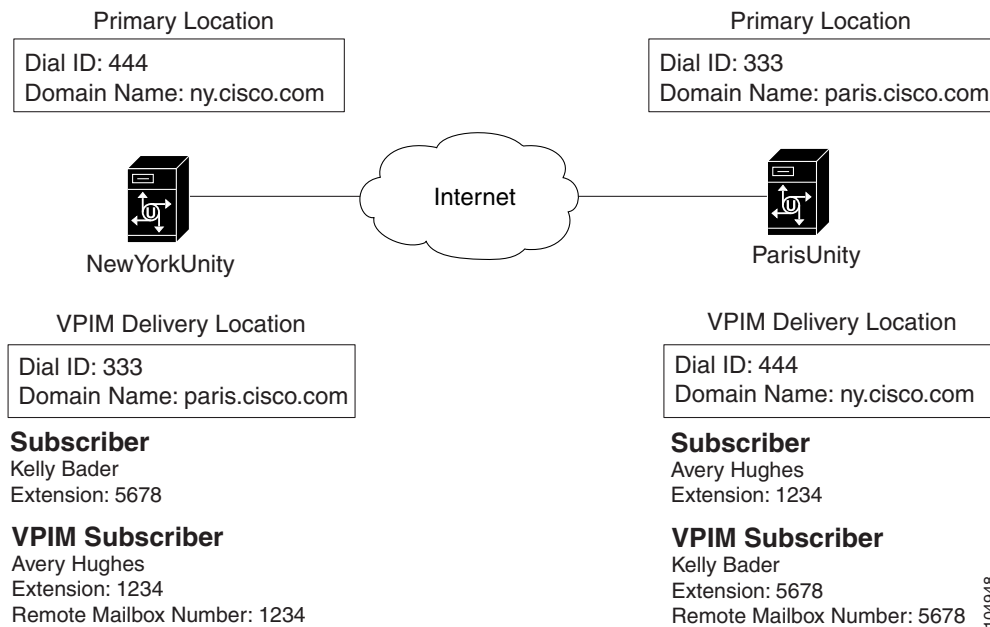 Primary Location
Dial ID: 444
Domain Name: ny.cisco.com
Primary Location
Dial ID: 333
Domain Name: paris.cisco.com
U
NewYorkUnity
Internet
U
ParisUnity
VPIM Delivery Location
Dial ID: 333
Domain Name: paris.cisco.com
Subscriber
Kelly Bader
Extension: 5678
VPIM Subscriber
Avery Hughes
Extension: 1234
Remote Mailbox Number: 1234
VPIM Delivery Location
Dial ID: 444
Domain Name: ny.cisco.com
Subscriber
Avery Hughes
Extension: 1234
VPIM Subscriber
Kelly Bader
Extension: 5678
Remote Mailbox Number: 5678
104948